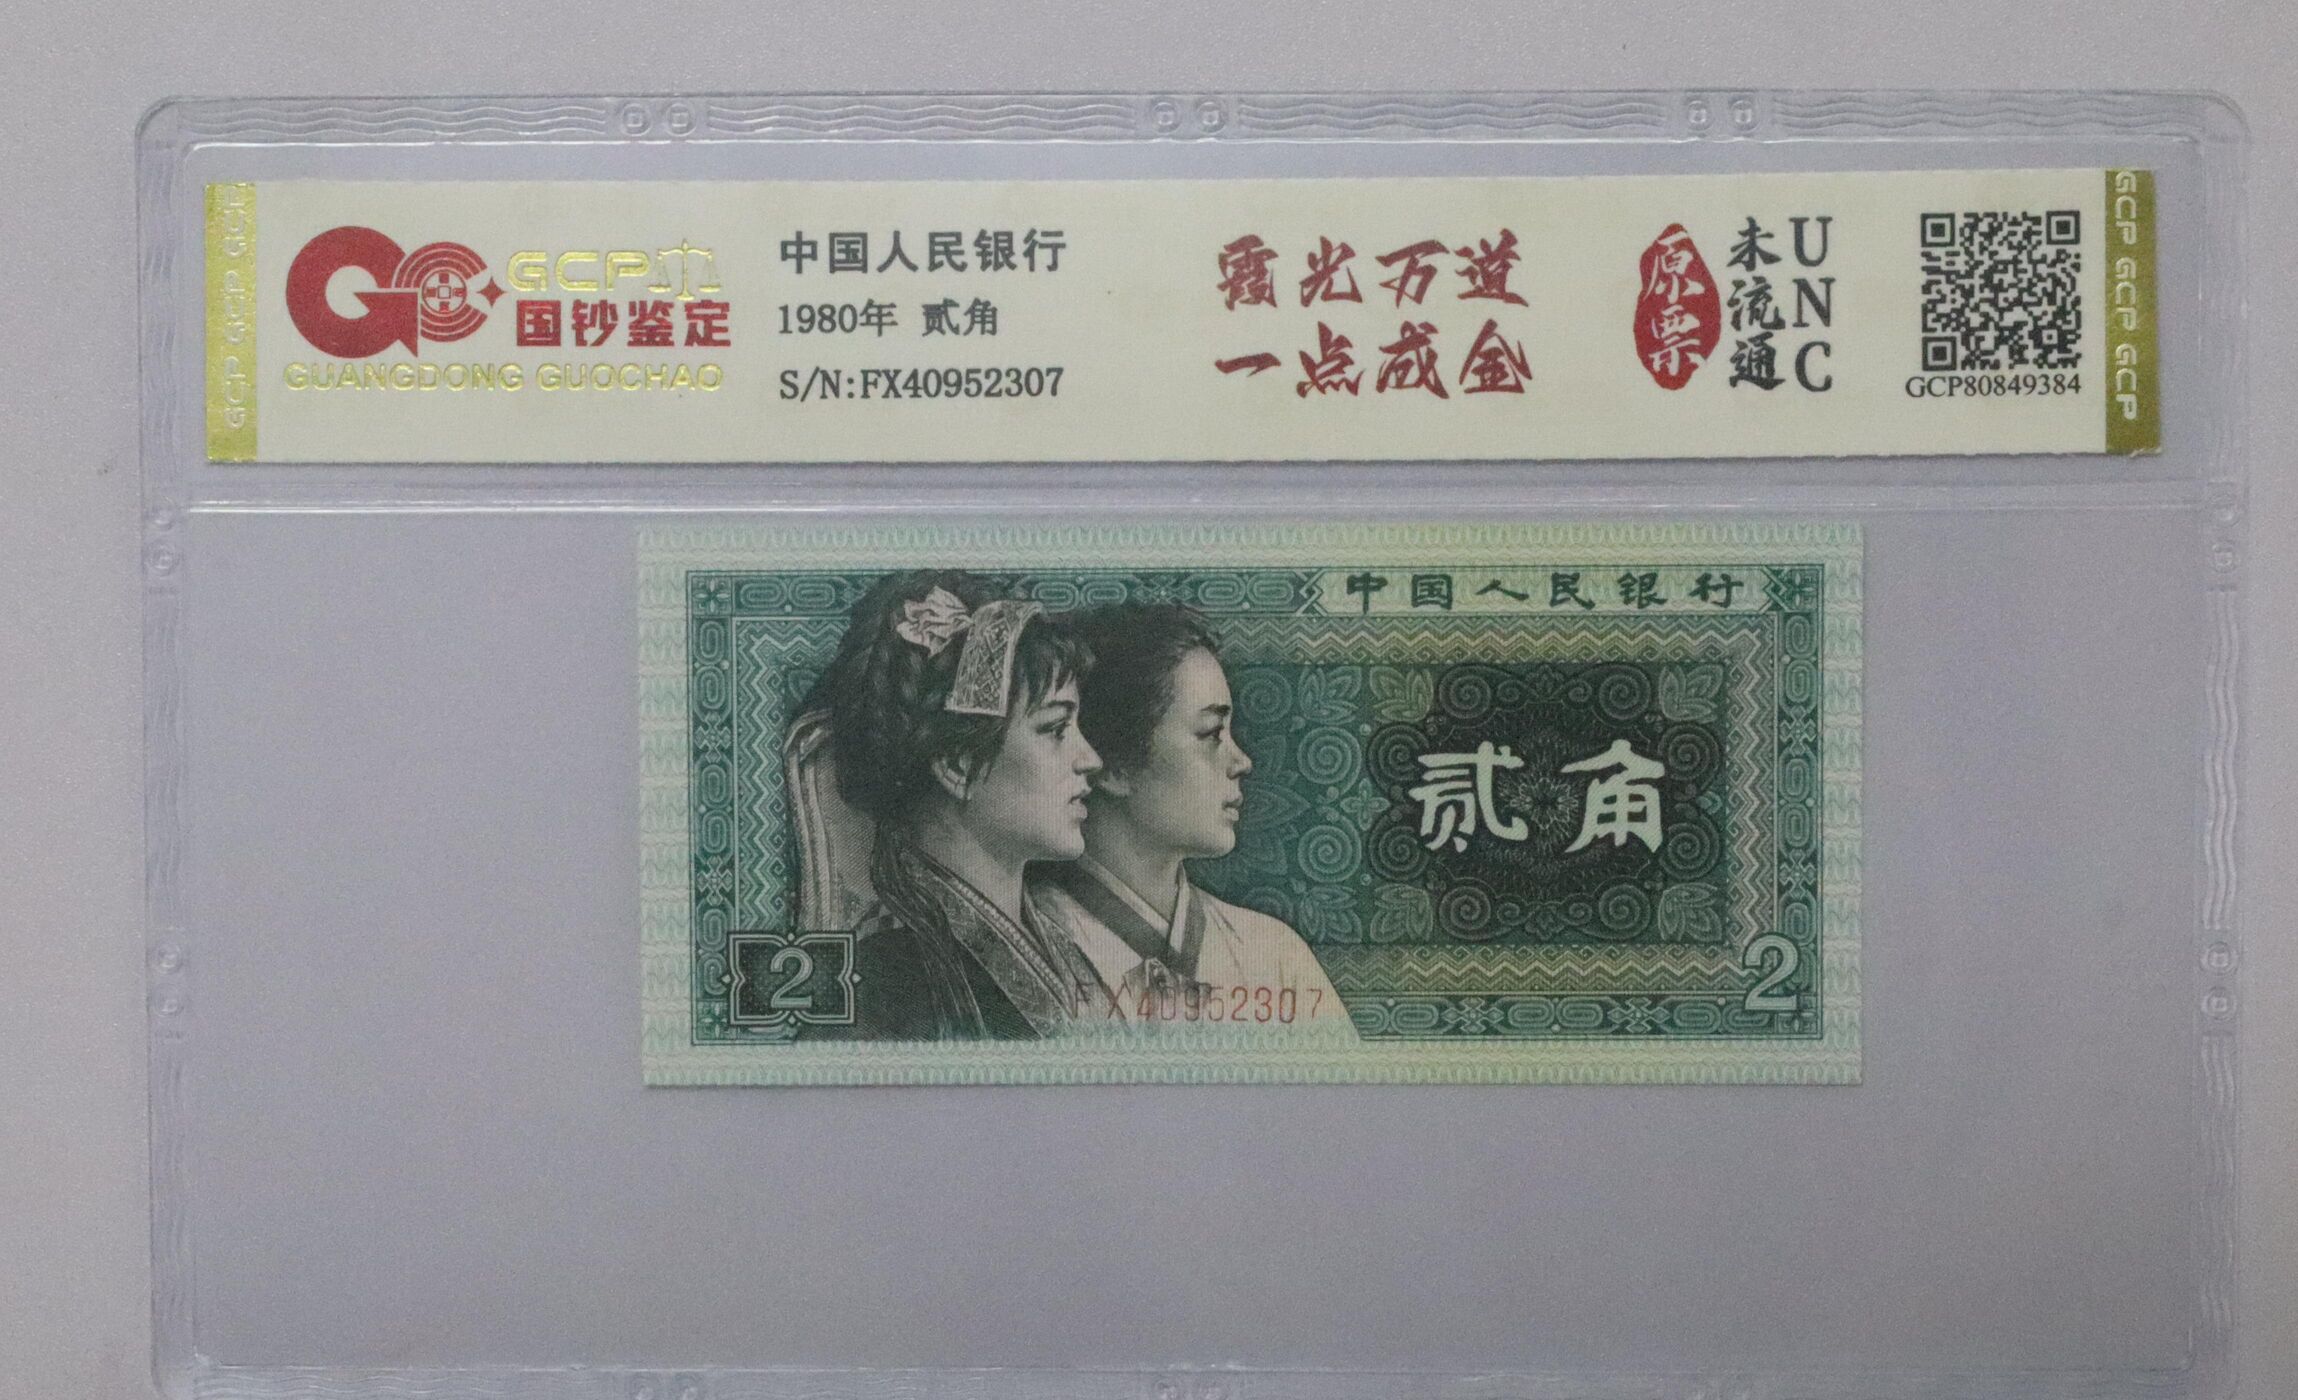 GCP
国钞鉴定
GUANGDONG GUOCHAO
中国人民银行
1980年 贰角
S/N:FX40952307
霞光万道
一点成金
原票
未流通
UNC
GCP80849384
GCP GCP GCP
GCP GCP GCP
中国人民银行
贰角
2
2
FX40952307